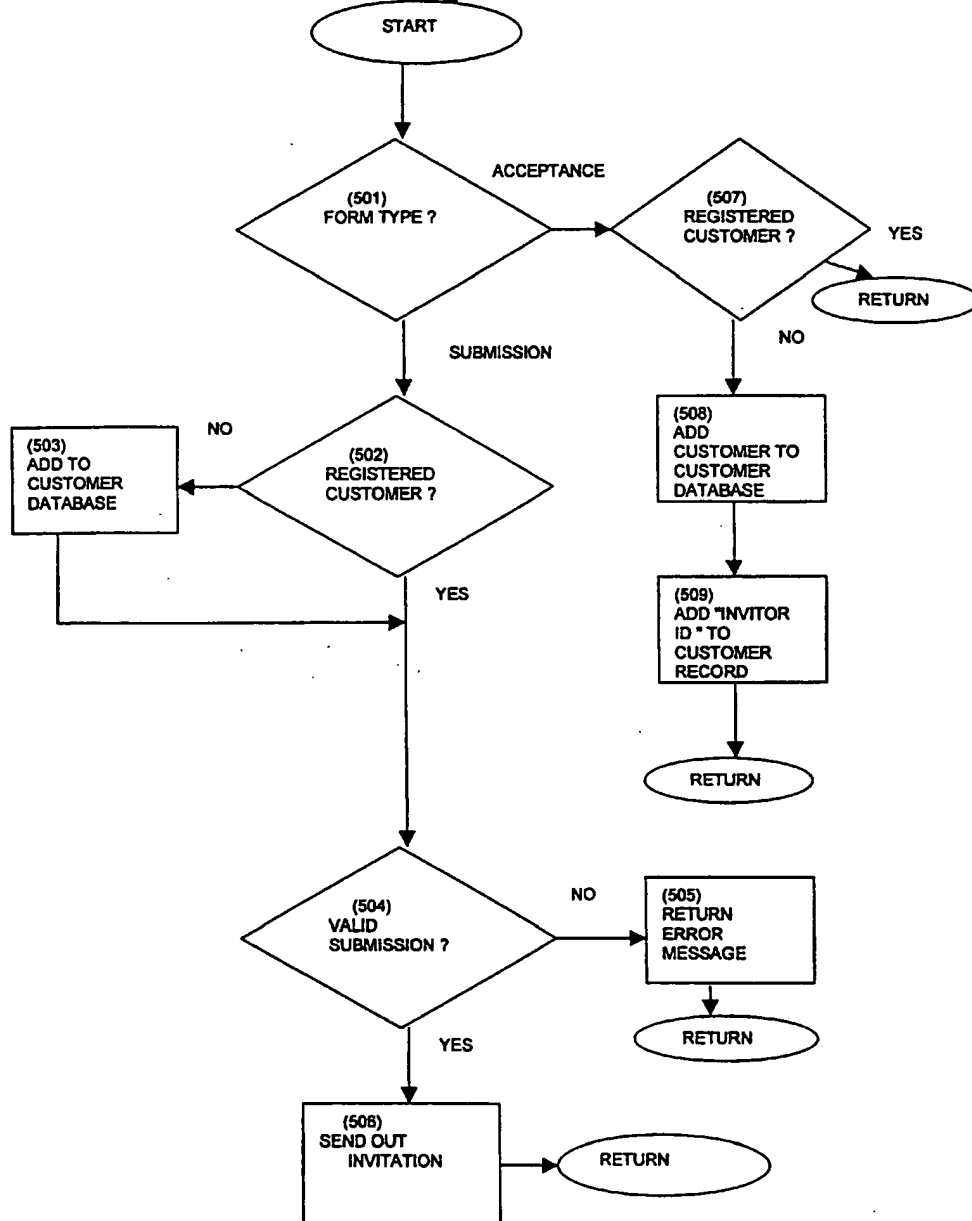 START
ACCEPTANCE
(501)
FORM TYPE ?
(507)
REGISTERED
CUSTOMER ?
YES
RETURN
NO
SUBMISSION
(508)
ADD
CUSTOMER TO
CUSTOMER
DATABASE
NO
(503)
ADD TO
CUSTOMER
DATABASE
(502)
REGISTERED
CUSTOMER ?
YES
(509)
ADD "INVITOR
ID " TO
CUSTOMER
RECORD
RETURN
(504)
VALID
SUBMISSION ?
NO
(505)
RETURN
ERROR
MESSAGE
RETURN
YES
(506)
SEND OUT
INVITATION
RETURN